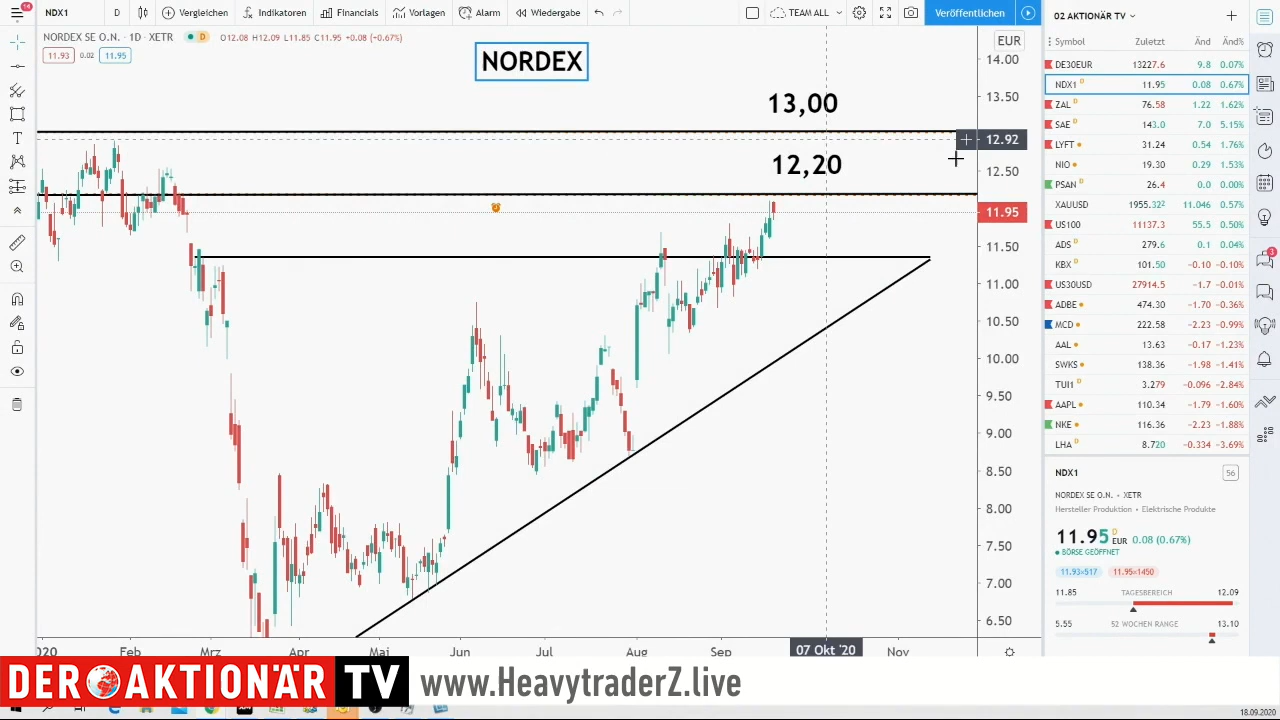 14
NDX1
D
Vergleichen
Indikatoren
Financials
Vorlagen
Alarm
Wiedergabe
TEAM ALL
Veröffentlichen
NORDEX SE O.N. · 1D · XETR
D
O12.08 H12.09 L11.85 C11.95 +0.08 (+0.67%)
11.93 0.02 11.95
NORDEX
13,00
12,20
EUR
14.00
13.50
12.92
12.50
11.95
11.50
11.00
10.50
10.00
9.50
9.00
8.50
8.00
7.50
7.00
6.50
2020 Feb Mrz Apr Mai Jun Jul Aug Sep 07 Okt '20 Nov
02 AKTIONÄR TV
Symbol Zuletzt Änd Änd%
DE30EUR 13227.6 9.8 0.07%
NDX1 D 11.95 0.08 0.67%
ZAL D 76.58 1.22 1.62%
SAE D 143.0 7.0 5.15%
LYFT 31.24 0.54 1.76%
NIO 19.30 0.29 1.53%
PSAN D 26.4 0.0 0.00%
XAUUSD 1955.322 11.046 0.57%
US100 11137.3 55.5 0.50%
ADS D 279.6 0.1 0.04%
KBX D 101.50 −0.10 −0.10%
US30USD 27914.5 −1.7 −0.01%
ADBE 474.30 −1.70 −0.36%
MCD 222.58 −2.23 −0.99%
AAL 13.63 −0.17 −1.23%
SWKS 138.36 −1.98 −1.41%
TUI1 D 3.279 −0.096 −2.84%
AAPL 110.34 −1.79 −1.60%
NKE 116.36 −2.23 −1.88%
LHA D 8.720 −0.334 −3.69%
NDX1 56
NORDEX SE O.N. • XETR
Hersteller Produktion • Elektrische Produkte
11.95 D EUR 0.08 (0.67%)
BÖRSE GEÖFFNET
11.93×517 11.95×1450
11.85 TAGESBEREICH 12.09
5.55 52 WOCHEN RANGE 13.10
3
DER AKTIONÄR TV
www.HeavytraderZ.live
18.09.2020